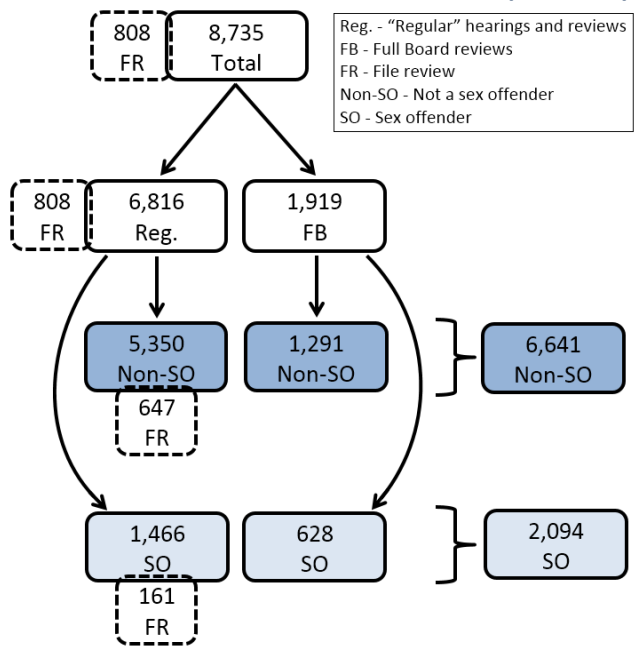 808
FR
8,735
Total
Reg. - “Regular” hearings and reviews
FB - Full Board reviews
FR - File review
Non-SO - Not a sex offender
SO - Sex offender
808
FR
6,816
Reg.
1,919
FB
5,350
Non-SO
647
FR
1,291
Non-SO
6,641
Non-SO
1,466
SO
161
FR
628
SO
2,094
SO